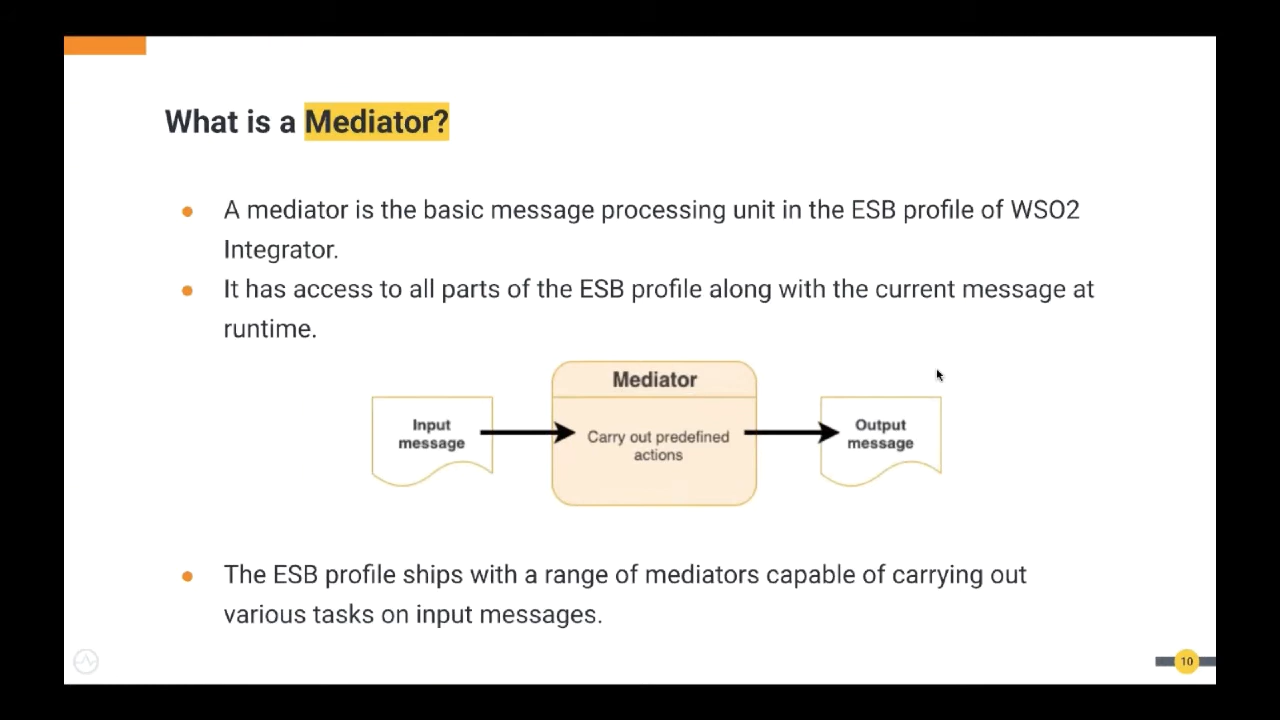 What is a Mediator?
A mediator is the basic message processing unit in the ESB profile of WSO2
Integrator.
It has access to all parts of the ESB profile along with the current message at
runtime.
Mediator
Input
message
Carry out predefined
actions
Output
message
The ESB profile ships with a range of mediators capable of carrying out
various tasks on input messages.
10